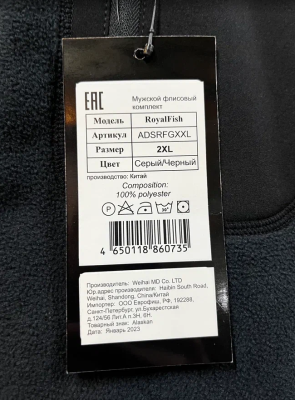 EAC
Мужской флисовый
комплект
Модель RoyalFish
Артикул ADSRFGXXL
Размер 2XL
Цвет Серый/Черный
производство: Китай
Composition:
100% polyester
P
30°
4 650118 860735
Производитель: Weihai MD Co. LTD
Юр.адрес производителя: Haibin South Road,
Weihai, Shandong, China/Китай
Импортер: ООО Еврофиш, РФ, 192288,
Санкт-Петербург, ул.Бухарестская
д.124/56 Лит.А п.3Н, 6Н.
Товарный знак: Alaskan
Дата: Январь 2023